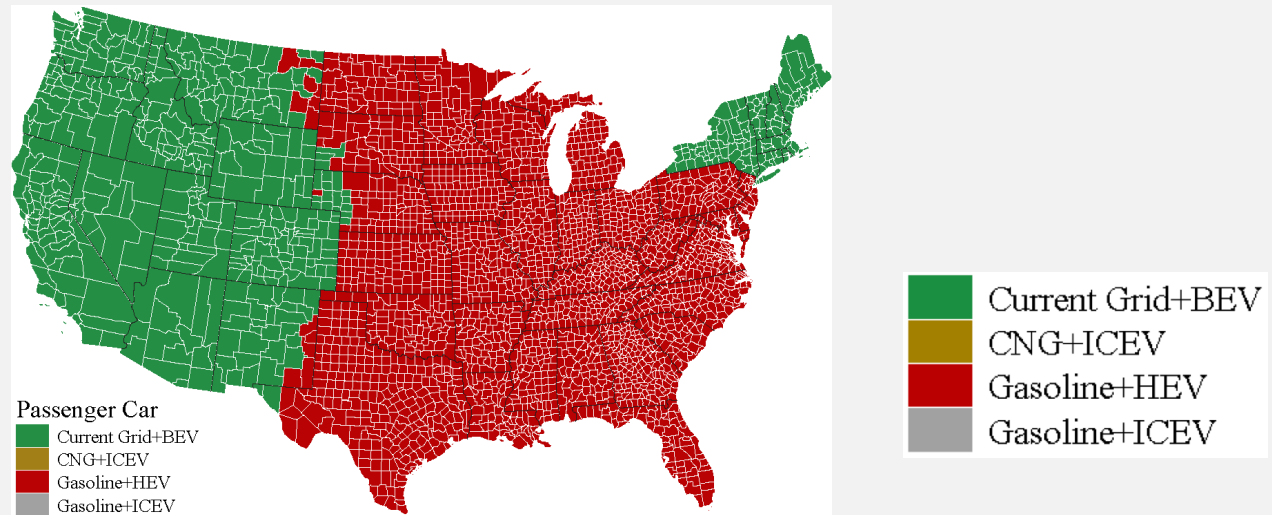 Passenger Car
Current Grid+BEV
CNG+ICEV
Gasoline+HEV
Gasoline+ICEV
Current Grid+BEV
CNG+ICEV
Gasoline+HEV
Gasoline+ICEV